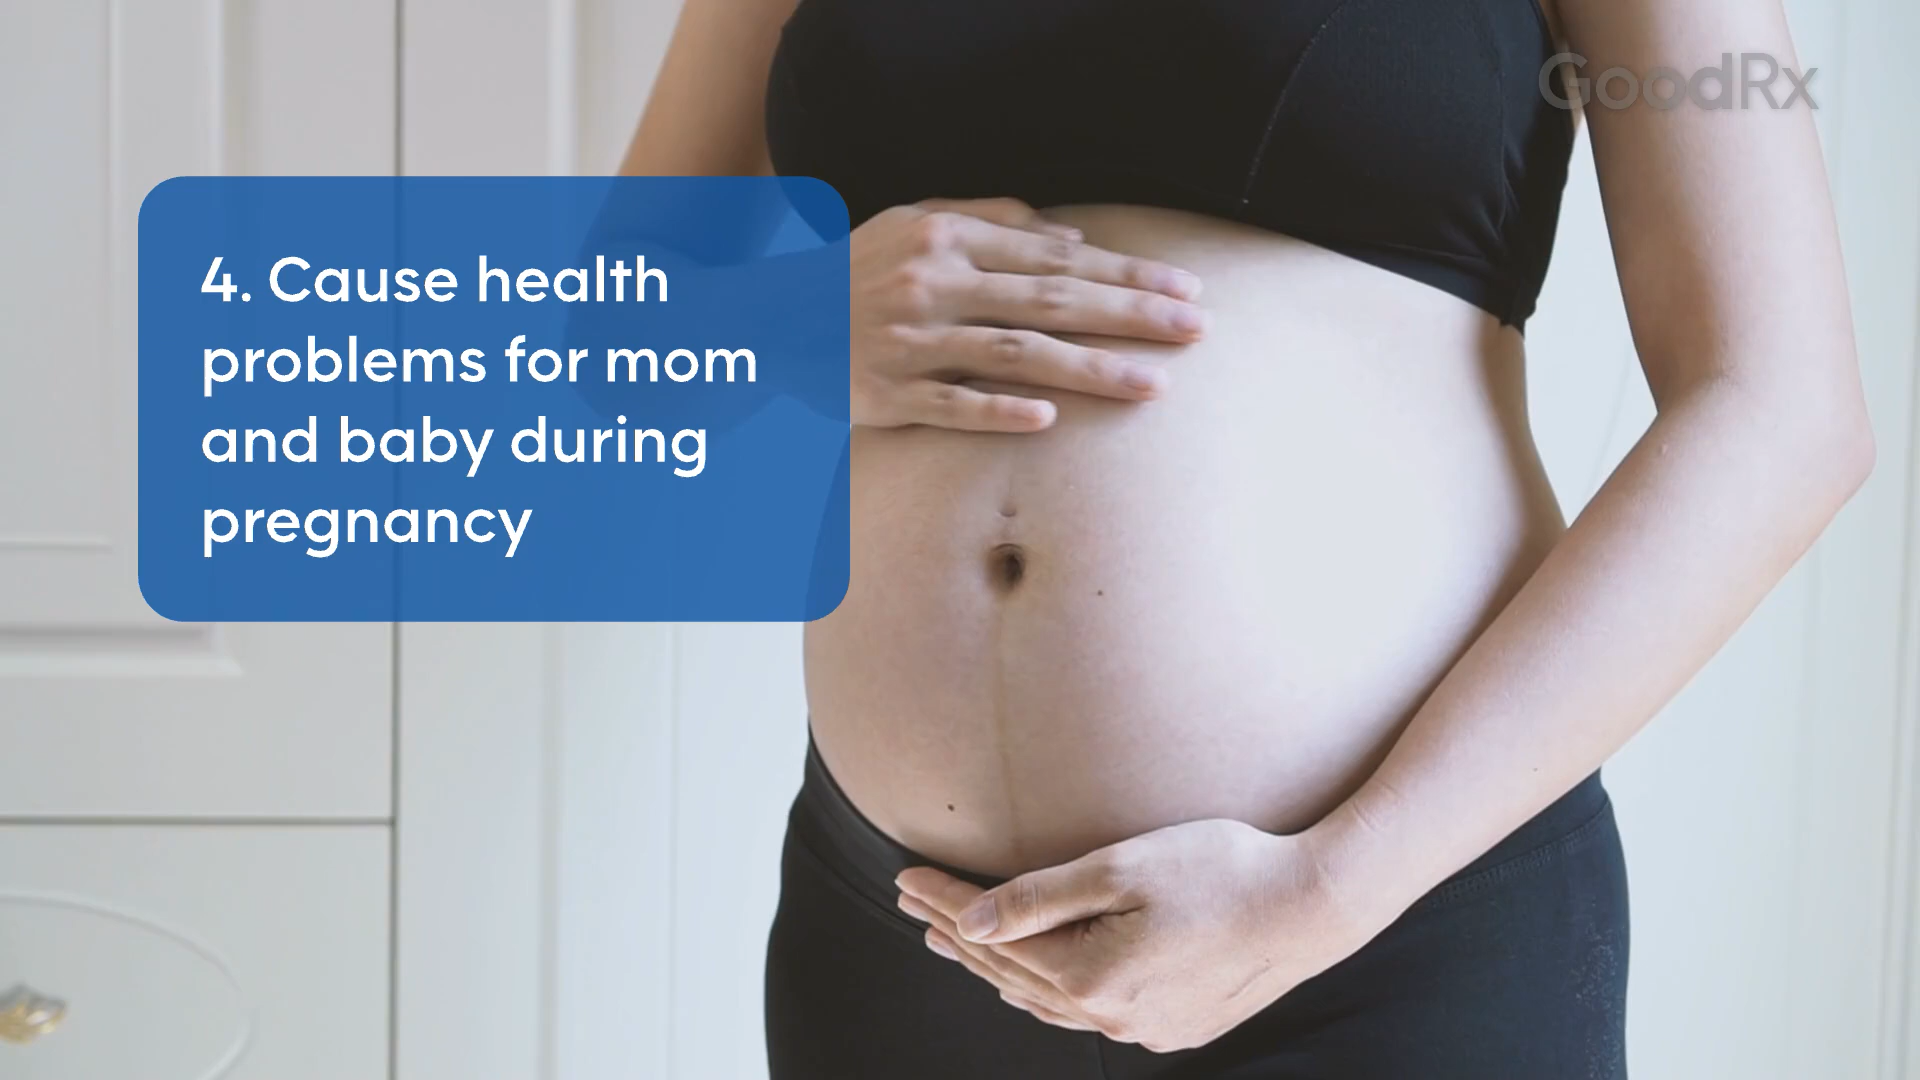 GoodRx
4. Cause health
problems for mom
and baby during
pregnancy